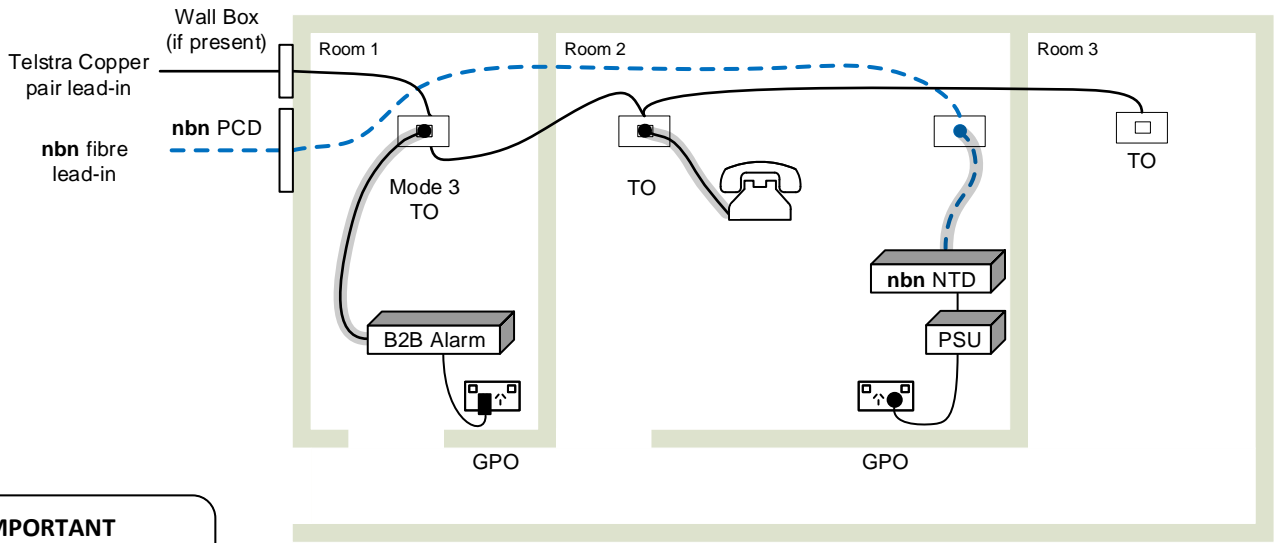 Wall Box
(if present)
Telstra Copper
pair lead-in
nbn PCD
nbn fibre
lead-in
Room 1
Room 2
Room 3
Mode 3
TO
TO
TO
nbn NTD
B2B Alarm
PSU
GPO
GPO
MPORTANT